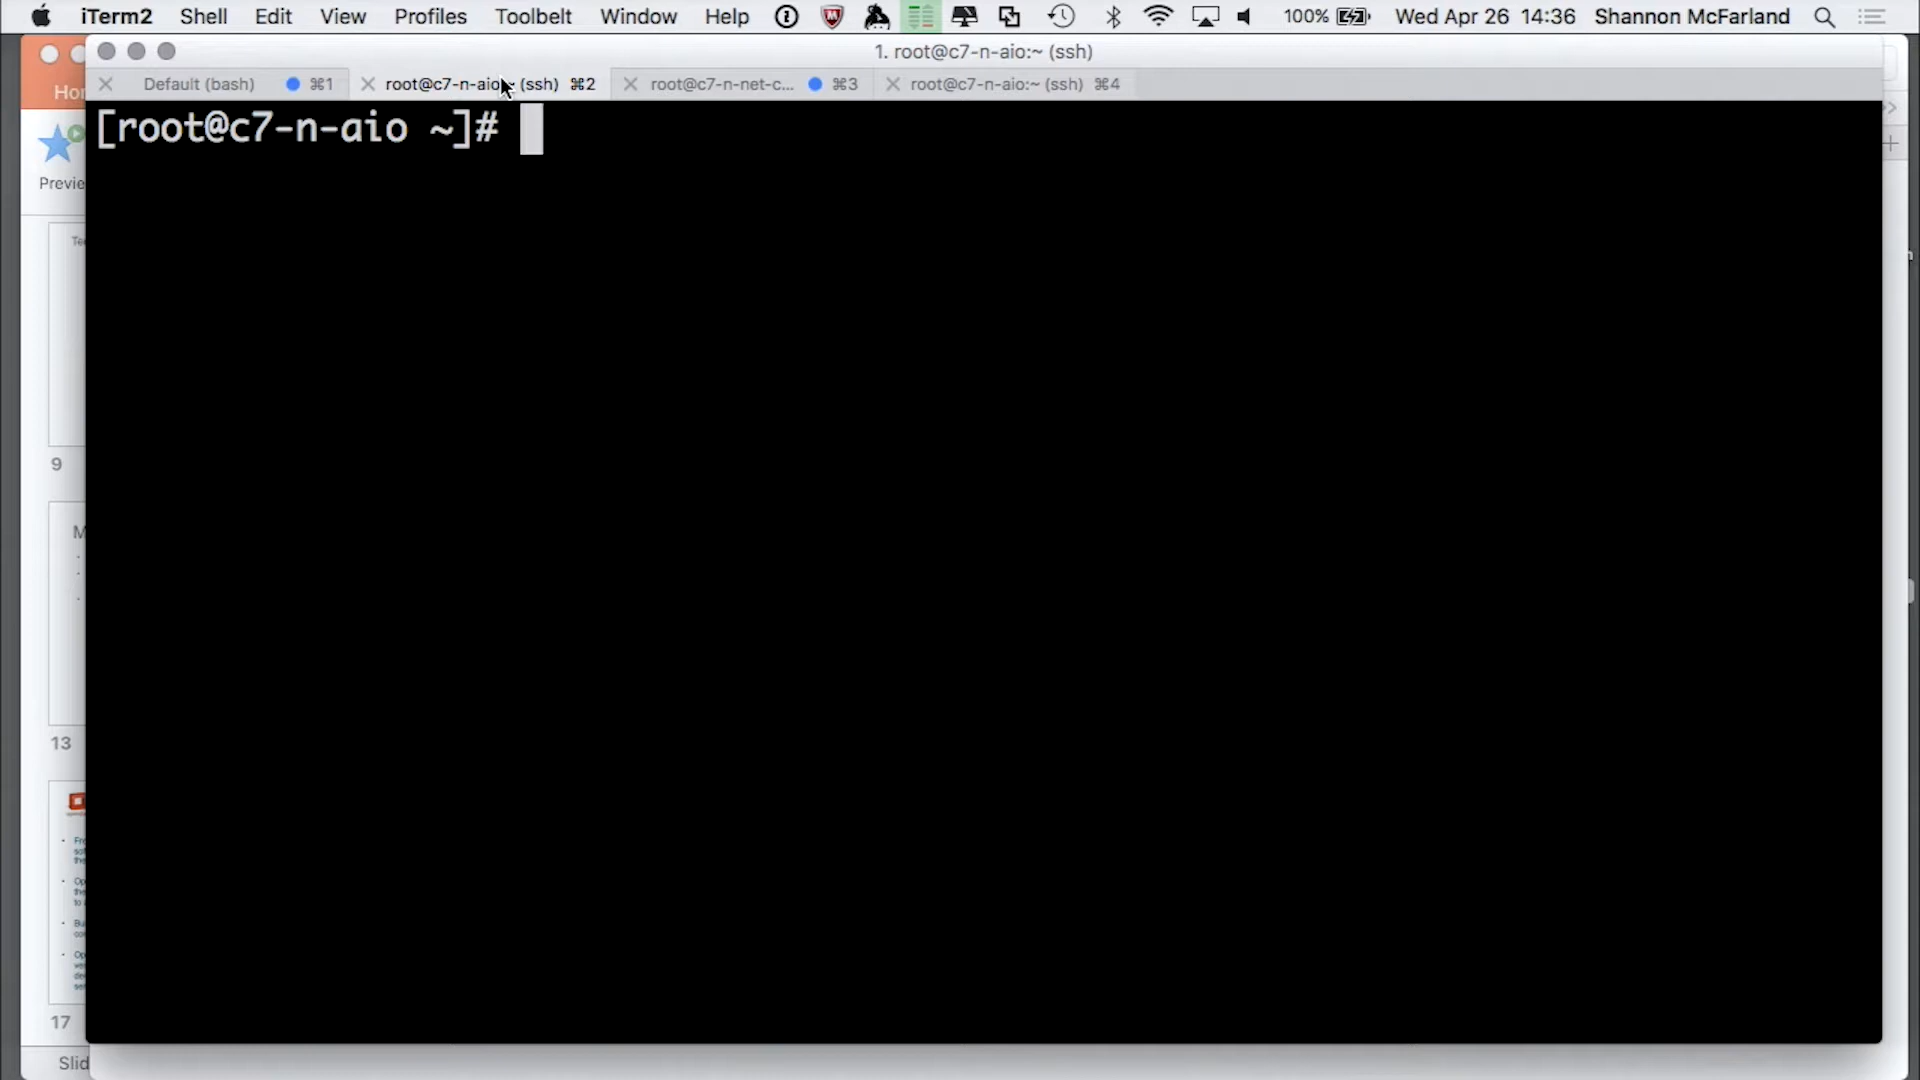 iTerm2 Shell Edit View Profiles Toolbelt Window Help 100% Wed Apr 26 14:36 Shannon McFarland
1. root@c7-n-aio:~ (ssh)
Default (bash) ⌘1 root@c7-n-aio:~ (ssh) ⌘2 root@c7-n-net-c... ⌘3 root@c7-n-aio:~ (ssh) ⌘4
[root@c7-n-aio ~]#
Hor
Previe
9
M
13
17
Slid